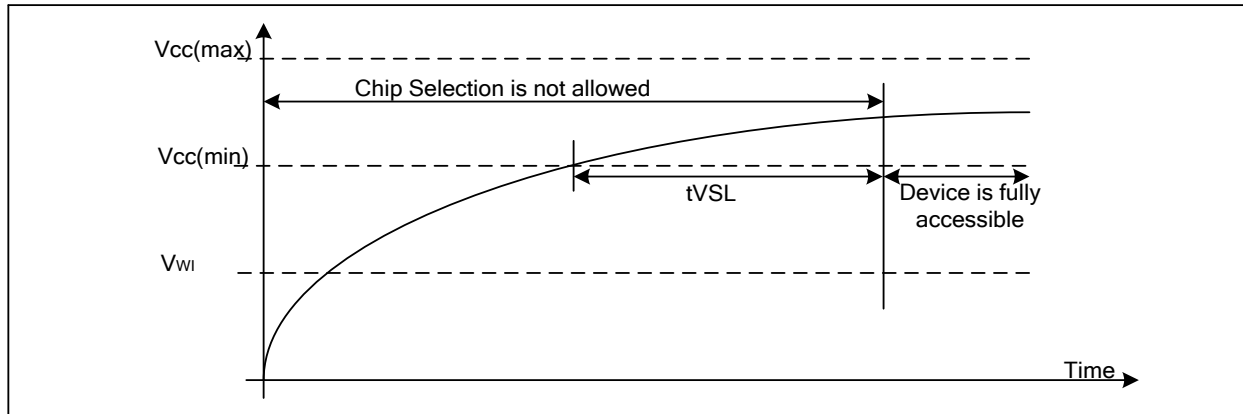 Vcc(max)
Chip Selection is not allowed
Vcc(min)
tVSL
Device is fully
accessible
VWI
Time